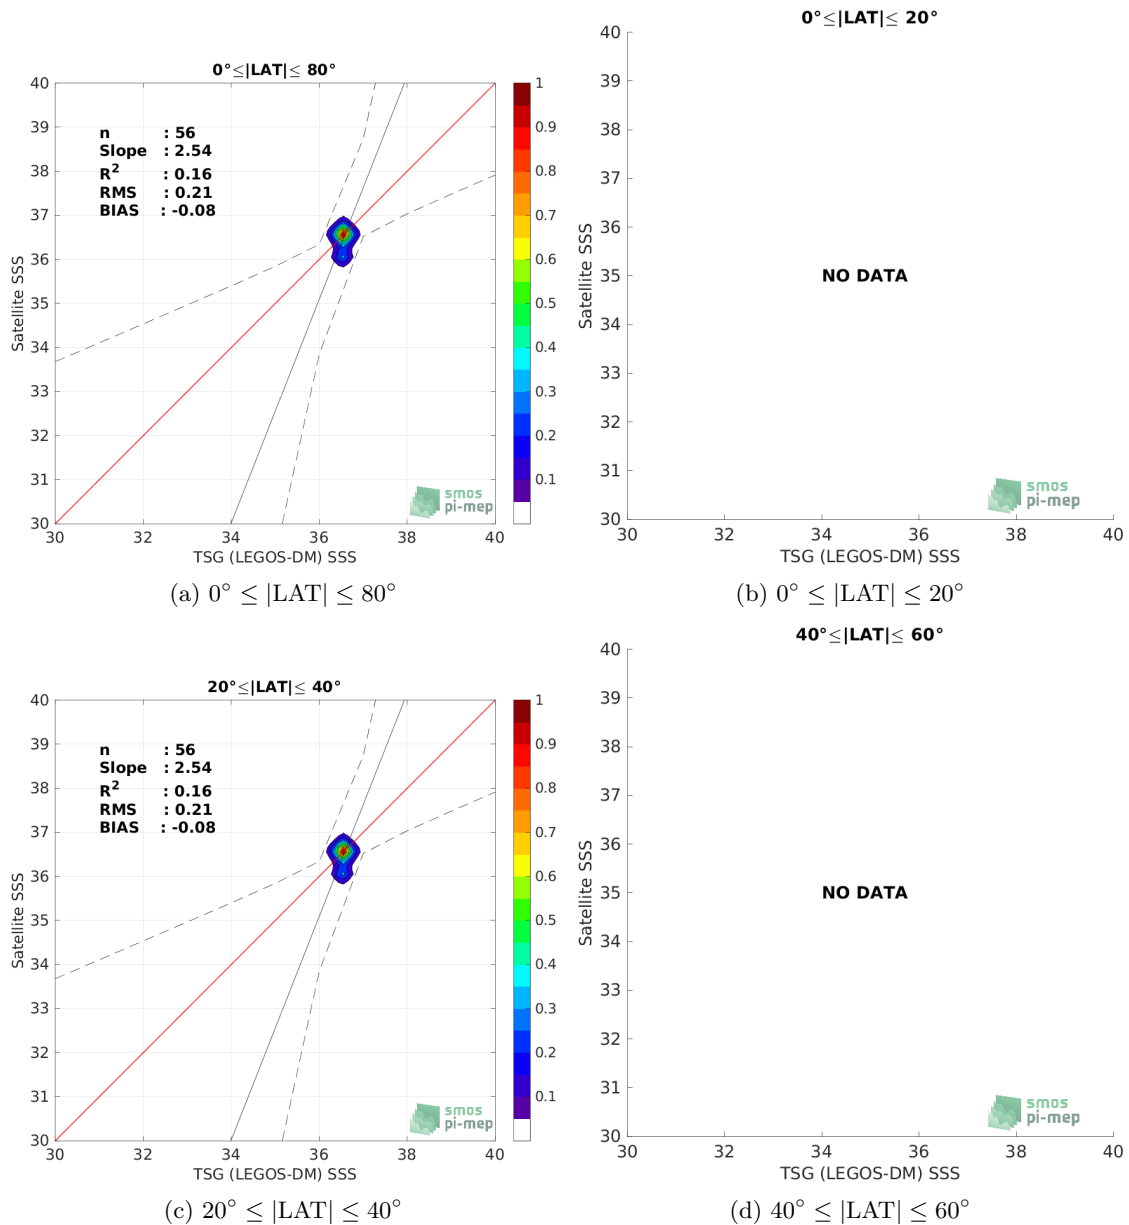 0°≤|LAT|≤ 80°
40
39
38
37
36
35
34
33
32
31
30
Satellite SSS
n : 56
Slope : 2.54
R² : 0.16
RMS : 0.21
BIAS : -0.08
smos
pi-mep
30 32 34 36 38 40
TSG (LEGOS-DM) SSS
1
0.9
0.8
0.7
0.6
0.5
0.4
0.3
0.2
0.1
(a) 0° ≤ |LAT| ≤ 80°
0°≤|LAT|≤ 20°
40
39
38
37
36
35
34
33
32
31
30
Satellite SSS
NO DATA
smos
pi-mep
30 32 34 36 38 40
TSG (LEGOS-DM) SSS
(b) 0° ≤ |LAT| ≤ 20°
20°≤|LAT|≤ 40°
40
39
38
37
36
35
34
33
32
31
30
Satellite SSS
n : 56
Slope : 2.54
R² : 0.16
RMS : 0.21
BIAS : -0.08
smos
pi-mep
30 32 34 36 38 40
TSG (LEGOS-DM) SSS
1
0.9
0.8
0.7
0.6
0.5
0.4
0.3
0.2
0.1
(c) 20° ≤ |LAT| ≤ 40°
40°≤|LAT|≤ 60°
40
39
38
37
36
35
34
33
32
31
30
Satellite SSS
NO DATA
smos
pi-mep
30 32 34 36 38 40
TSG (LEGOS-DM) SSS
(d) 40° ≤ |LAT| ≤ 60°